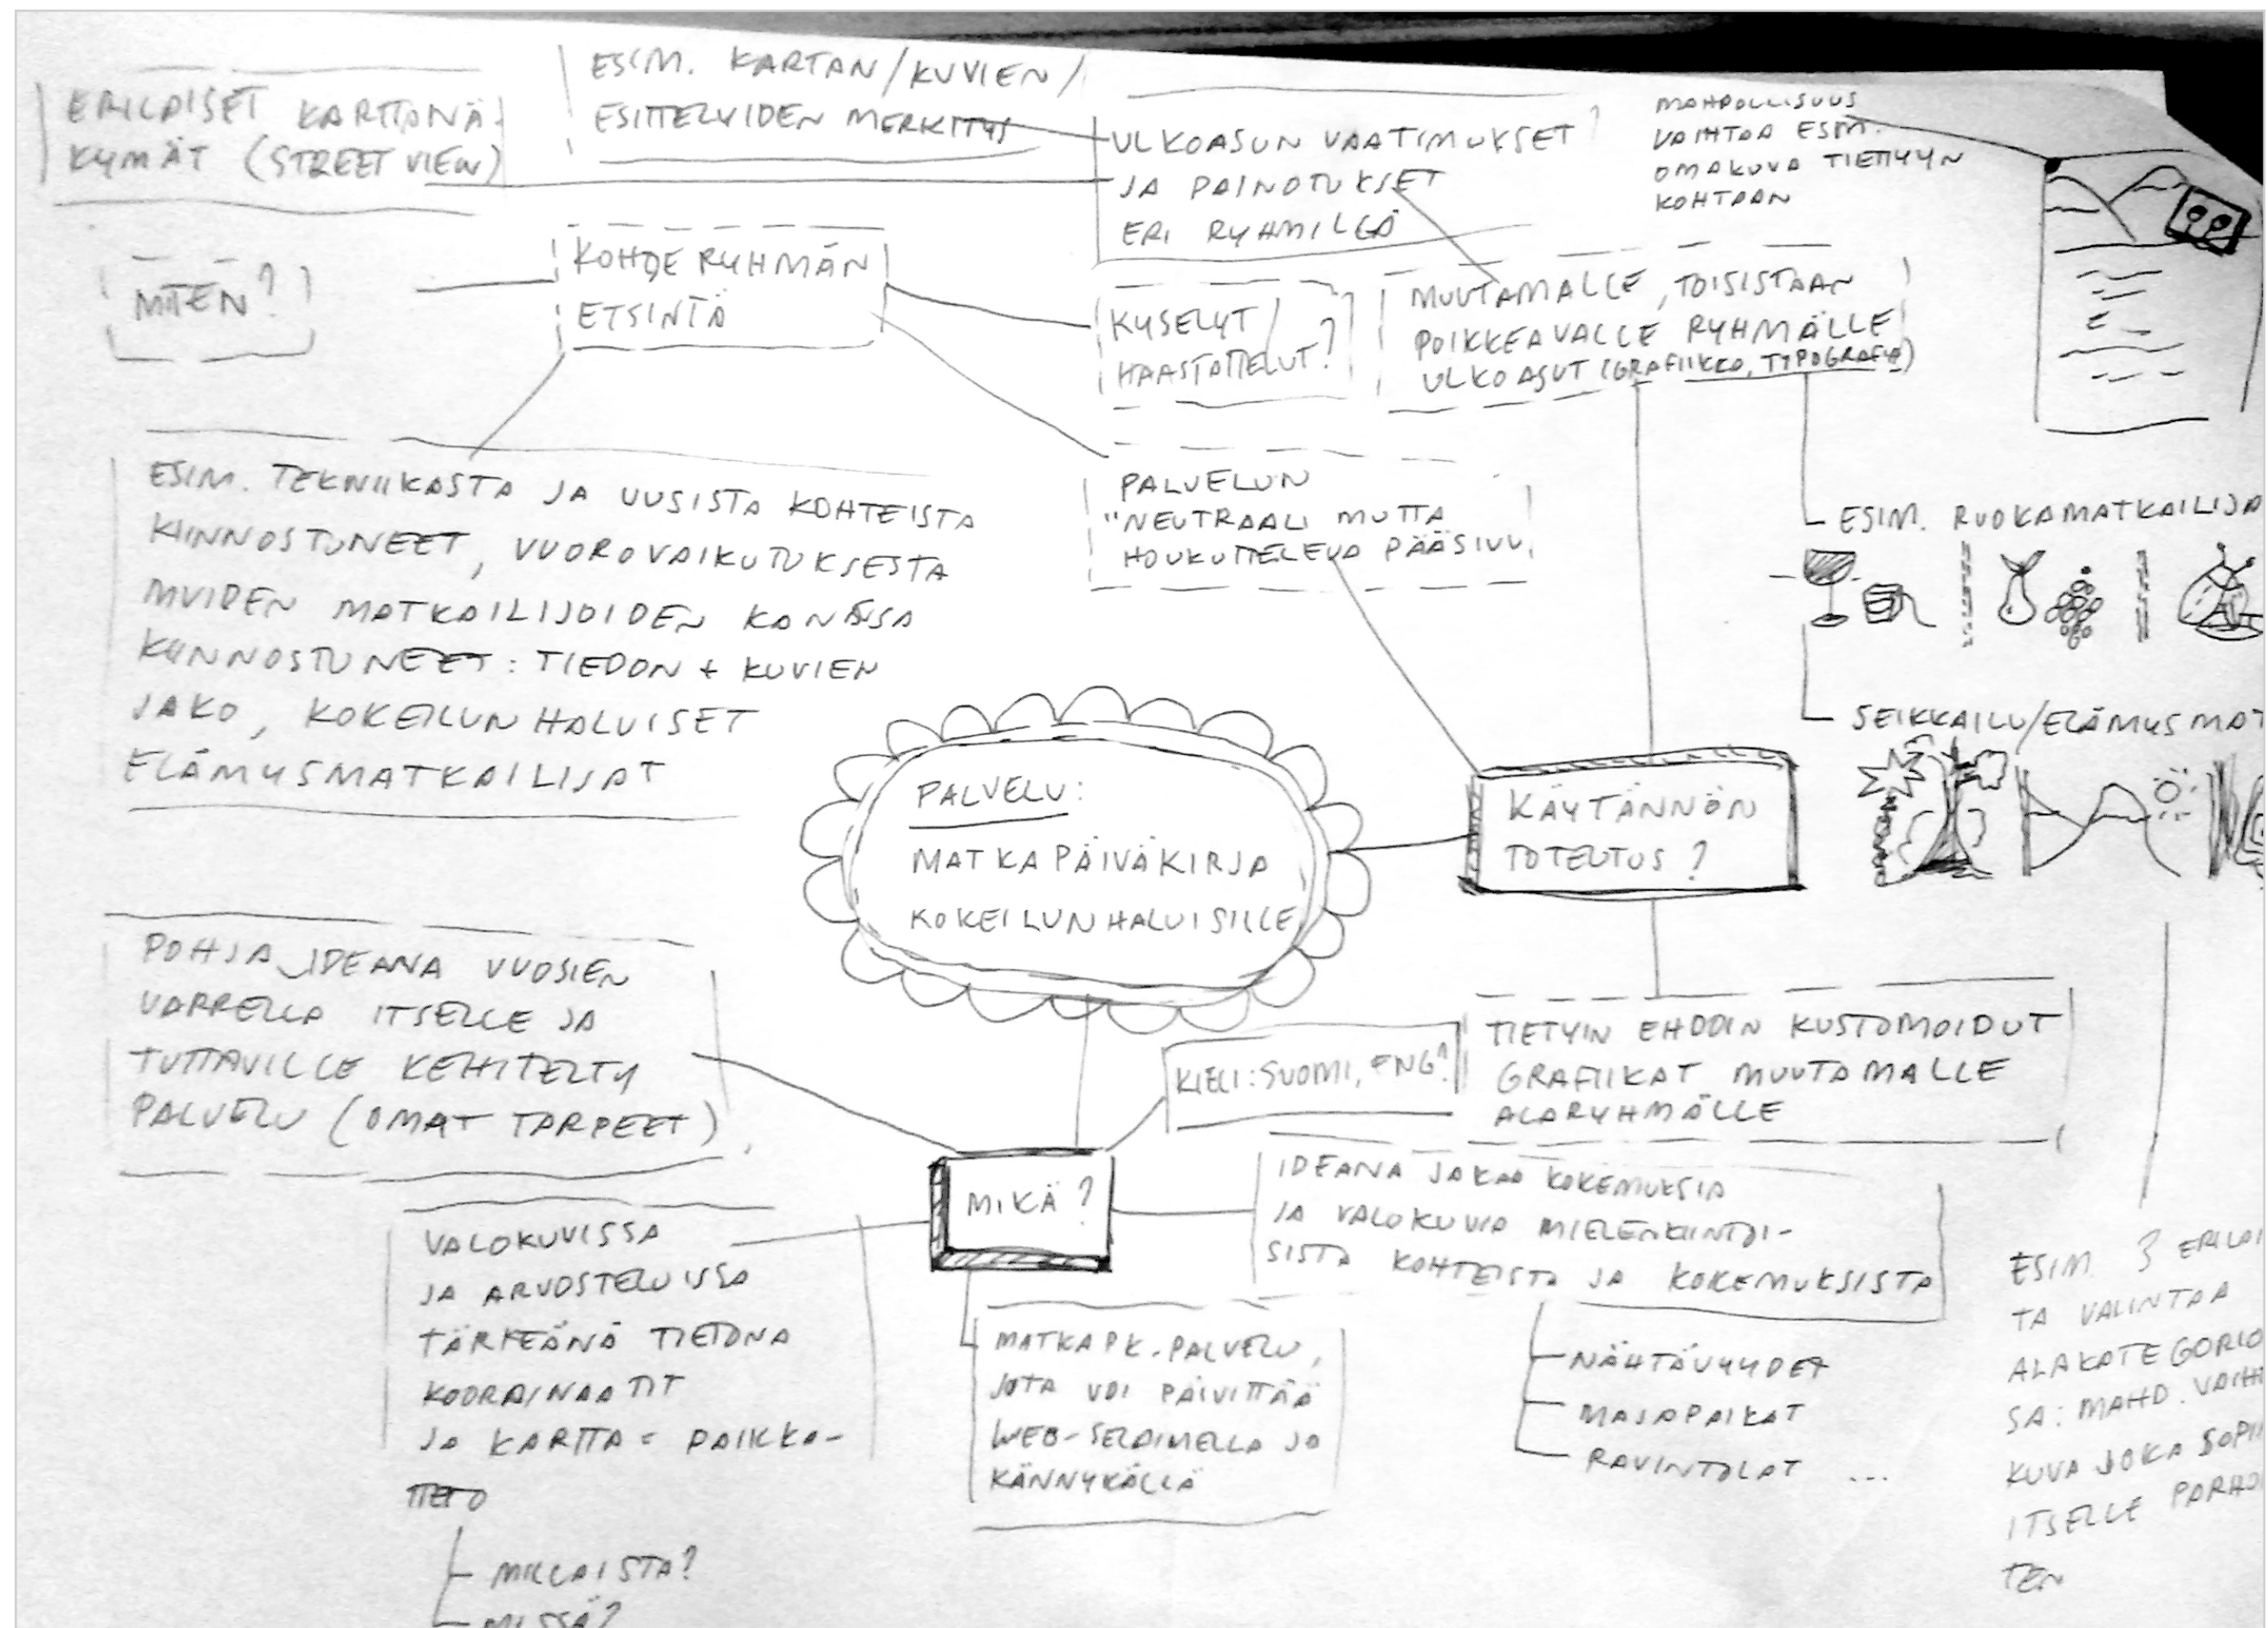 ERILAISET KARTTANÄ-
KYMÄT (STREET VIEW)
ESIM. KARTAN/KUVIEN/
ESITTELYIDEN MERKITYS
ULKOASUN VAATIMUKSET?
JA PAINOTUKSET
ERI RYHMILLÄ
MAHDOLLISUUS
VAIHTAA ESIM.
OMAKUVA TIETTYYN
KOHTAAN
MITEN?
KOHDERYHMÄN
ETSINTÄ
KYSELYT/
HAASTATTELUT?
MUUTAMALLE, TOISISTAAN
POIKKEAVALLE RYHMÄLLE
ULKOASUT (GRAFIIKKA, TYPOGRAFIA)
ESIM. TEKNIIKASTA JA UUSISTA KOHTEISTA
KIINNOSTUNEET, VUOROVAIKUTUKSESTA
MUIDEN MATKAILIJOIDEN KANSSA
KIINNOSTUNEET: TIEDON + KUVIEN
JAKO, KOKEILUNHALUISET
ELÄMYSMATKAILIJAT
PALVELUN
"NEUTRAALI MUTTA
HOUKUTTELEVA PÄÄSIVU
ESIM. RUOKAMATKAILIJA
SEIKKAILU/ELÄMYSMAT
PALVELU:
MATKAPÄIVÄKIRJA
KOKEILUNHALUISILLE
KÄYTÄNNÖN
TOTEUTUS?
POHJAIDEANA VUOSIEN
VARRELLA ITSELLE JA
TUTTAVILLE KEHITELTY
PALVELU (OMAT TARPEET)
KIELI: SUOMI, ENG?
TIETYIN EHDOIN KUSTOMOIDUT
GRAFIIKAT MUUTAMALLE
ALARYHMÄLLE
MIKÄ?
IDEANA JAKAA KOKEMUKSIA
JA VALOKUVIA MIELENKIINTOI-
SISTA KOHTEISTA JA KOKEMUKSISTA
NÄHTÄVYYDET
MAJAPAIKAT
RAVINTOLAT ...
VALOKUVISSA
JA ARVOSTELUISSA
TÄRKEÄNÄ TIETONA
KOORDINAATIT
JA KARTTA = PAIKKA-
TIETO
MILLAISTA?
MISSÄ?
MATKAPK.PALVELU,
JOTA VOI PÄIVITTÄÄ
WEB-SELAIMELLA JA
KÄNNYKÄLLÄ
ESIM. 3 ERILAI
TA VALINTAA
ALAKATEGORIO
SA: MAHD. VAIH
KUVA JOKA SOPII
ITSELLE PARHAI
TEN